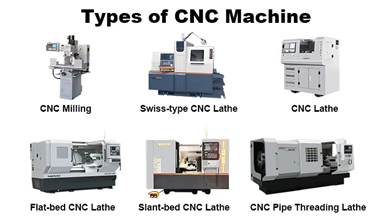 Types of CNC Machine
CNC Milling
Swiss-type CNC Lathe
CNC Lathe
Flat-bed CNC Lathe
Slant-bed CNC Lathe
CNC Pipe Threading Lathe